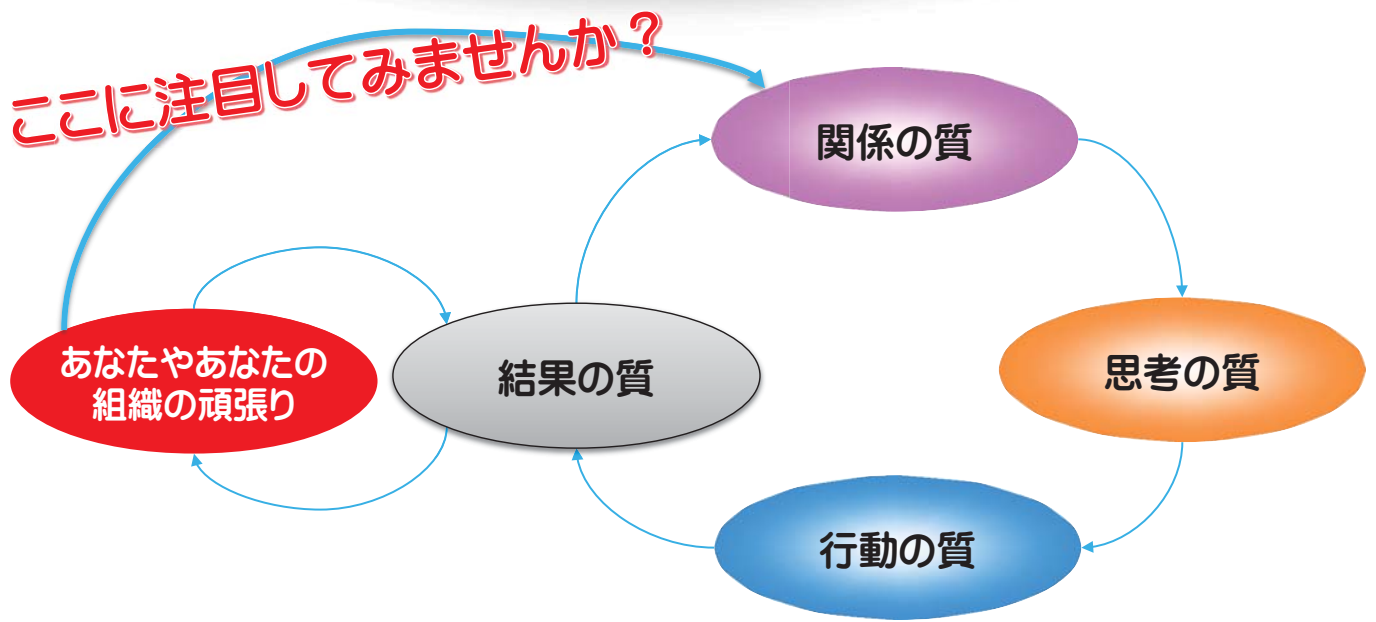 ここに注目してみませんか？
関係の質
あなたやあなたの
組織の頑張り
結果の質
思考の質
行動の質